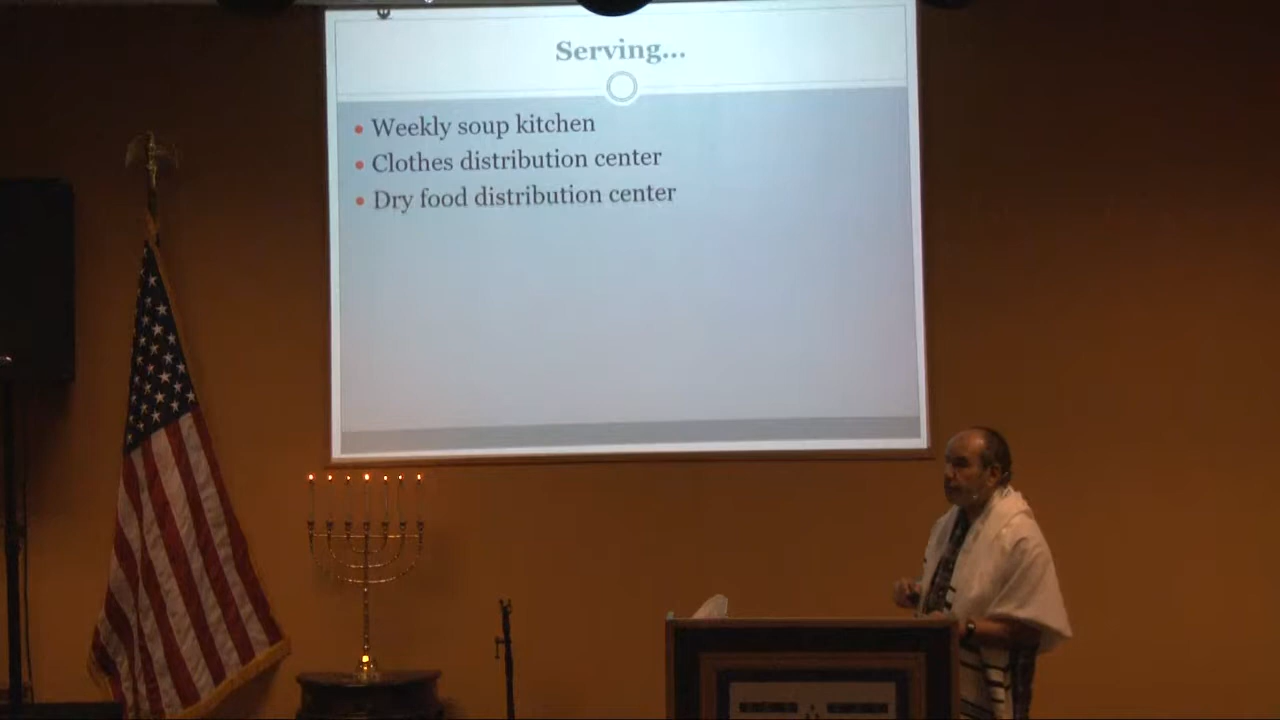 Serving...
Weekly soup kitchen
Clothes distribution center
Dry food distribution center